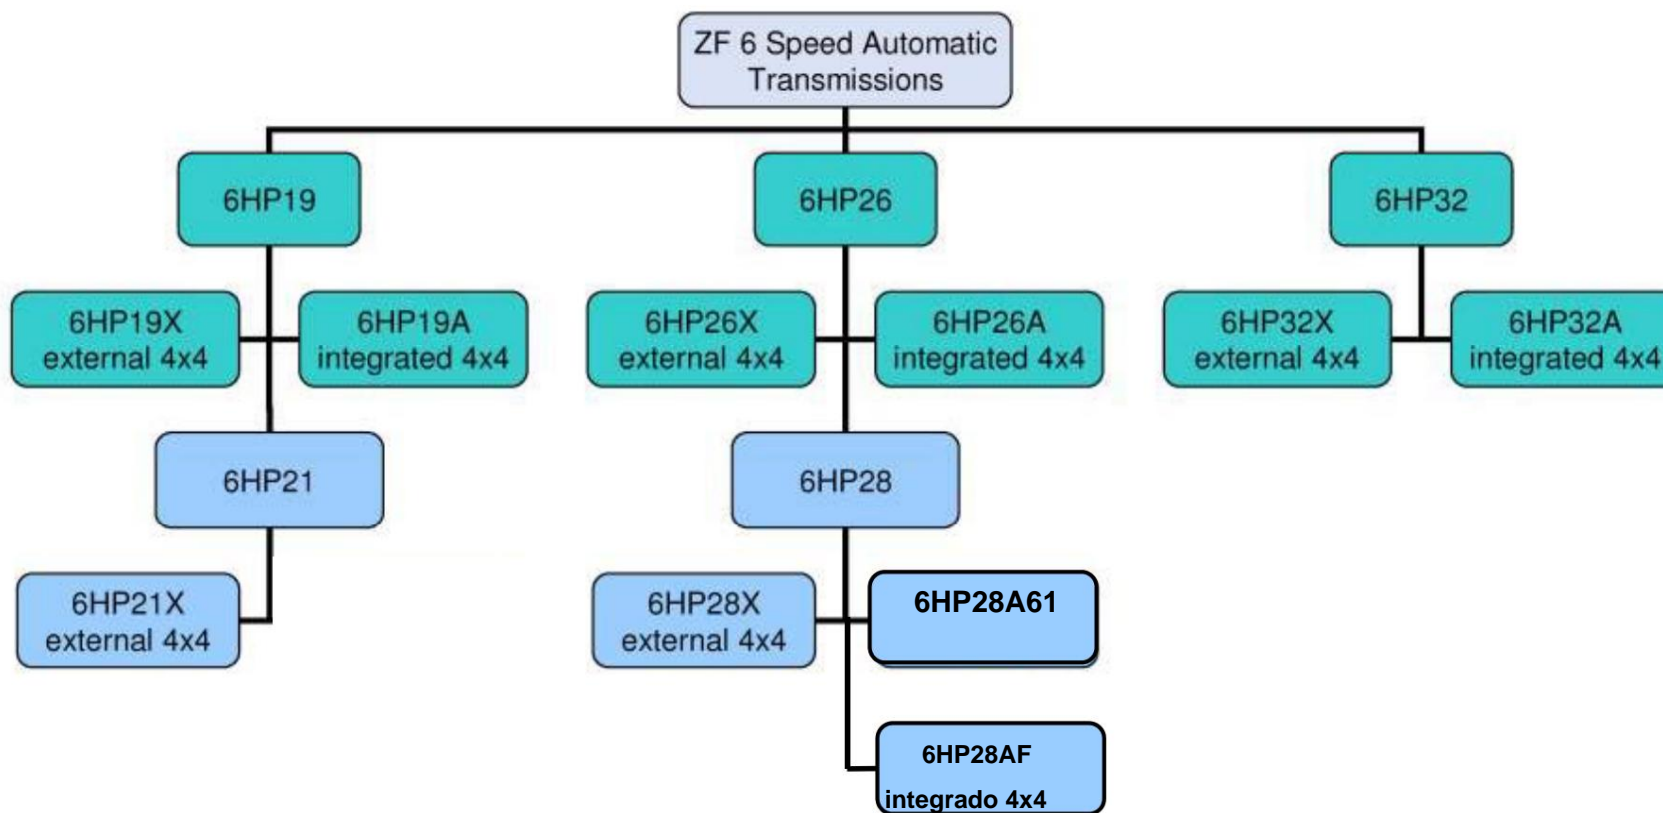 ZF 6 Speed Automatic
Transmissions
6HP19
6HP26
6HP32
6HP19X
external 4x4
6HP19A
integrated 4x4
6HP26X
external 4x4
6HP26A
integrated 4x4
6HP32X
external 4x4
6HP32A
integrated 4x4
6HP21
6HP28
6HP21X
external 4x4
6HP28X
external 4x4
6HP28A61
6HP28AF
integrado 4x4